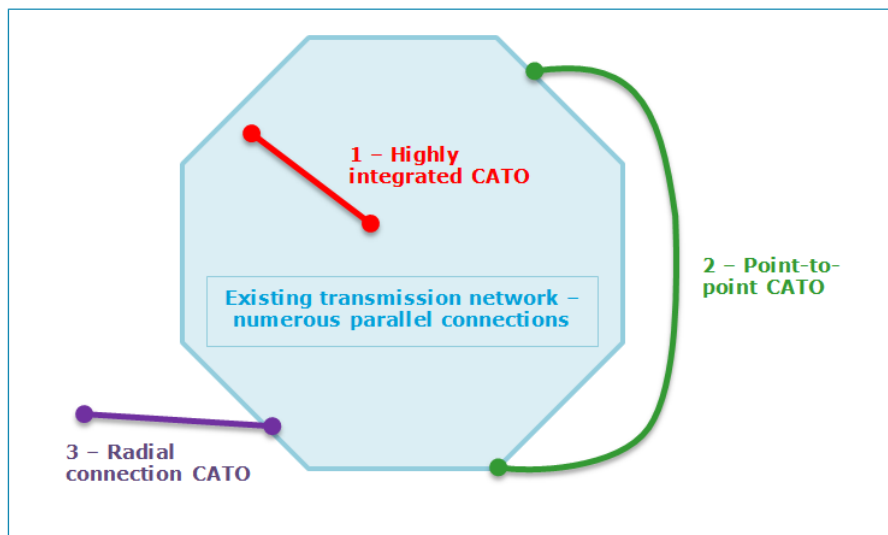 1 – Highly
integrated CATO
2 – Point-to-
point CATO
Existing transmission network –
numerous parallel connections
3 – Radial
connection CATO